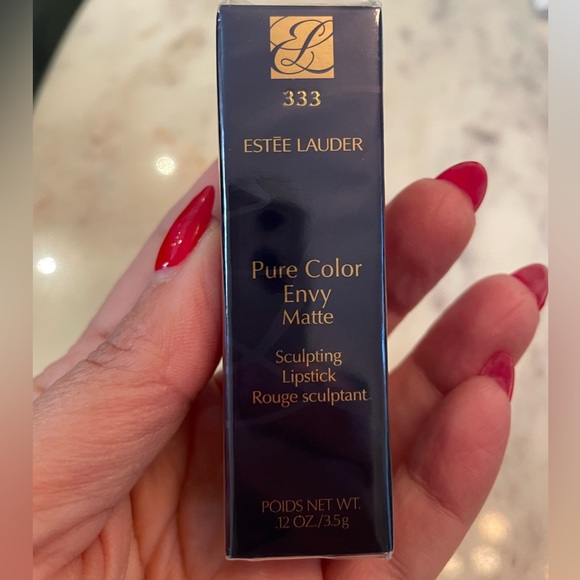 333
ESTĒE LAUDER
Pure Color
Envy
Matte
Sculpting
Lipstick
Rouge sculptant
POIDS NET WT.
.12 OZ./3.5g